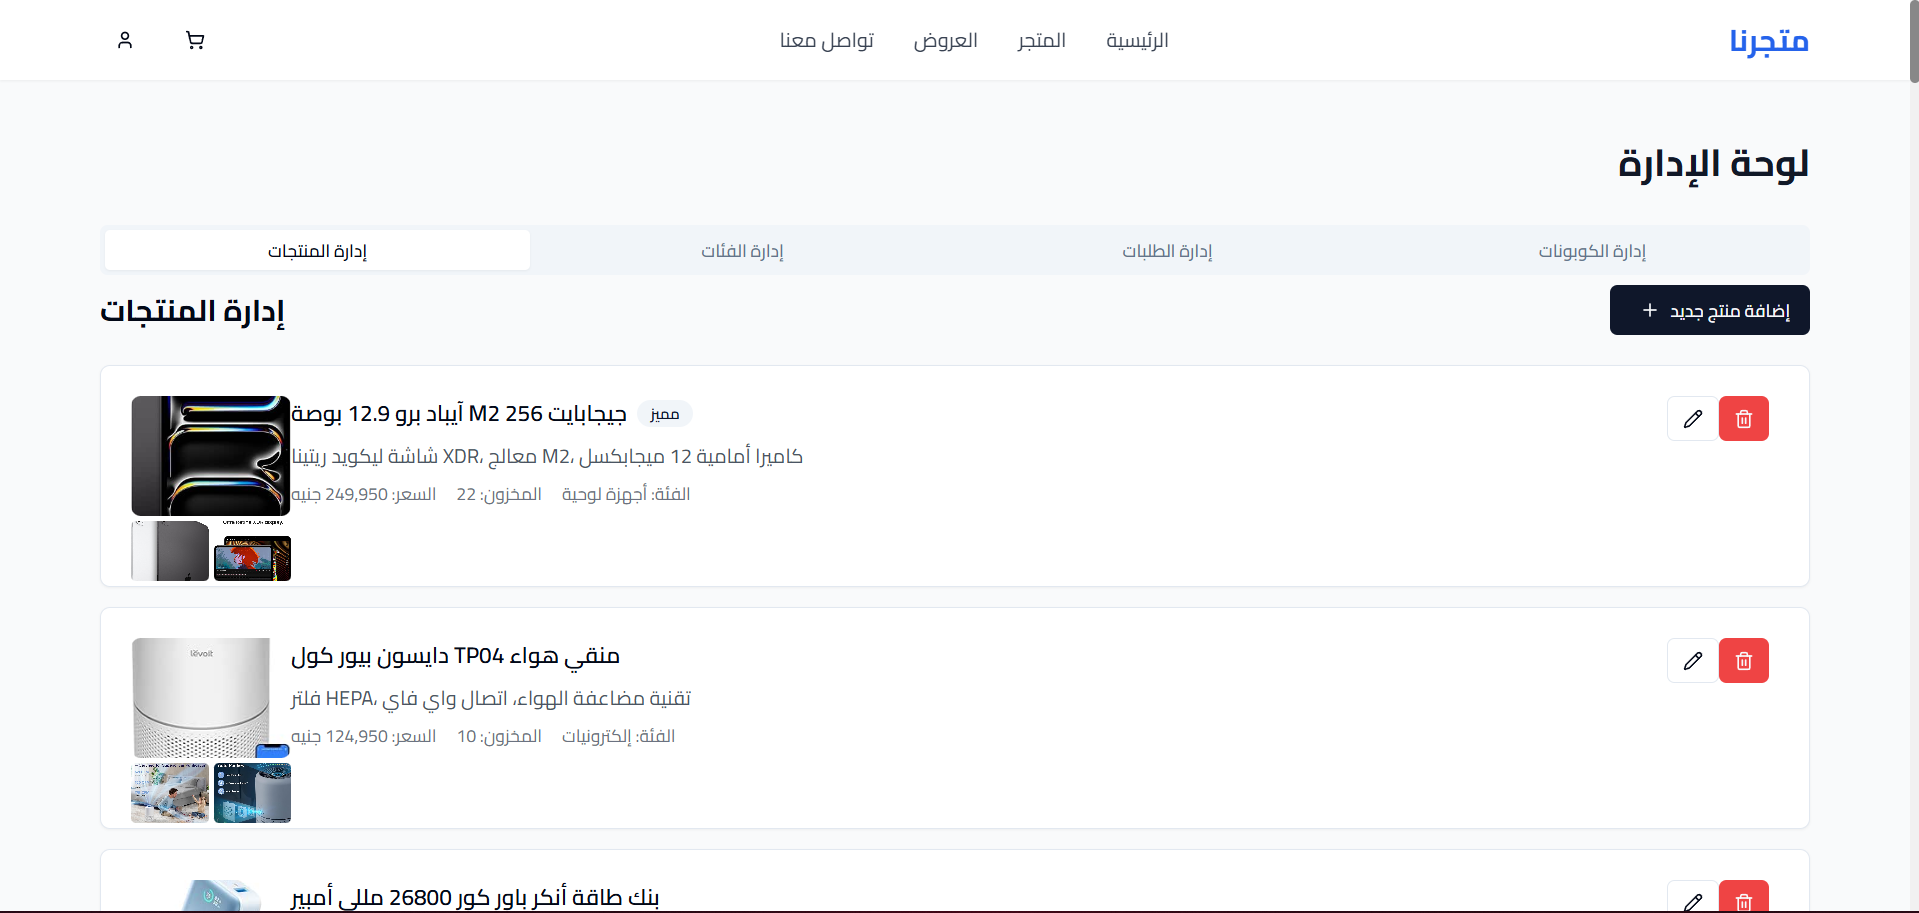 متجرنا
الرئيسية
المتجر
العروض
تواصل معنا
لوحة الإدارة
إدارة الكوبونات
إدارة الطلبات
إدارة الفئات
إدارة المنتجات
إضافة منتج جديد
إدارة المنتجات
آيباد برو 12.9 بوصة M2 256 جيجابايت
مميز
شاشة ليكويد ريتينا XDR، معالج M2، كاميرا أمامية 12 ميجابكسل
الفئة: أجهزة لوحية
المخزون: 22
السعر: 249,950 جنيه
levoit
دايسون بيور كول TP04 منقي هواء
فلتر HEPA، تقنية مضاعفة الهواء، اتصال واي فاي
الفئة: إلكترونيات
المخزون: 10
السعر: 124,950 جنيه
بنك طاقة أنكر باور كور 26800 مللي أمبير